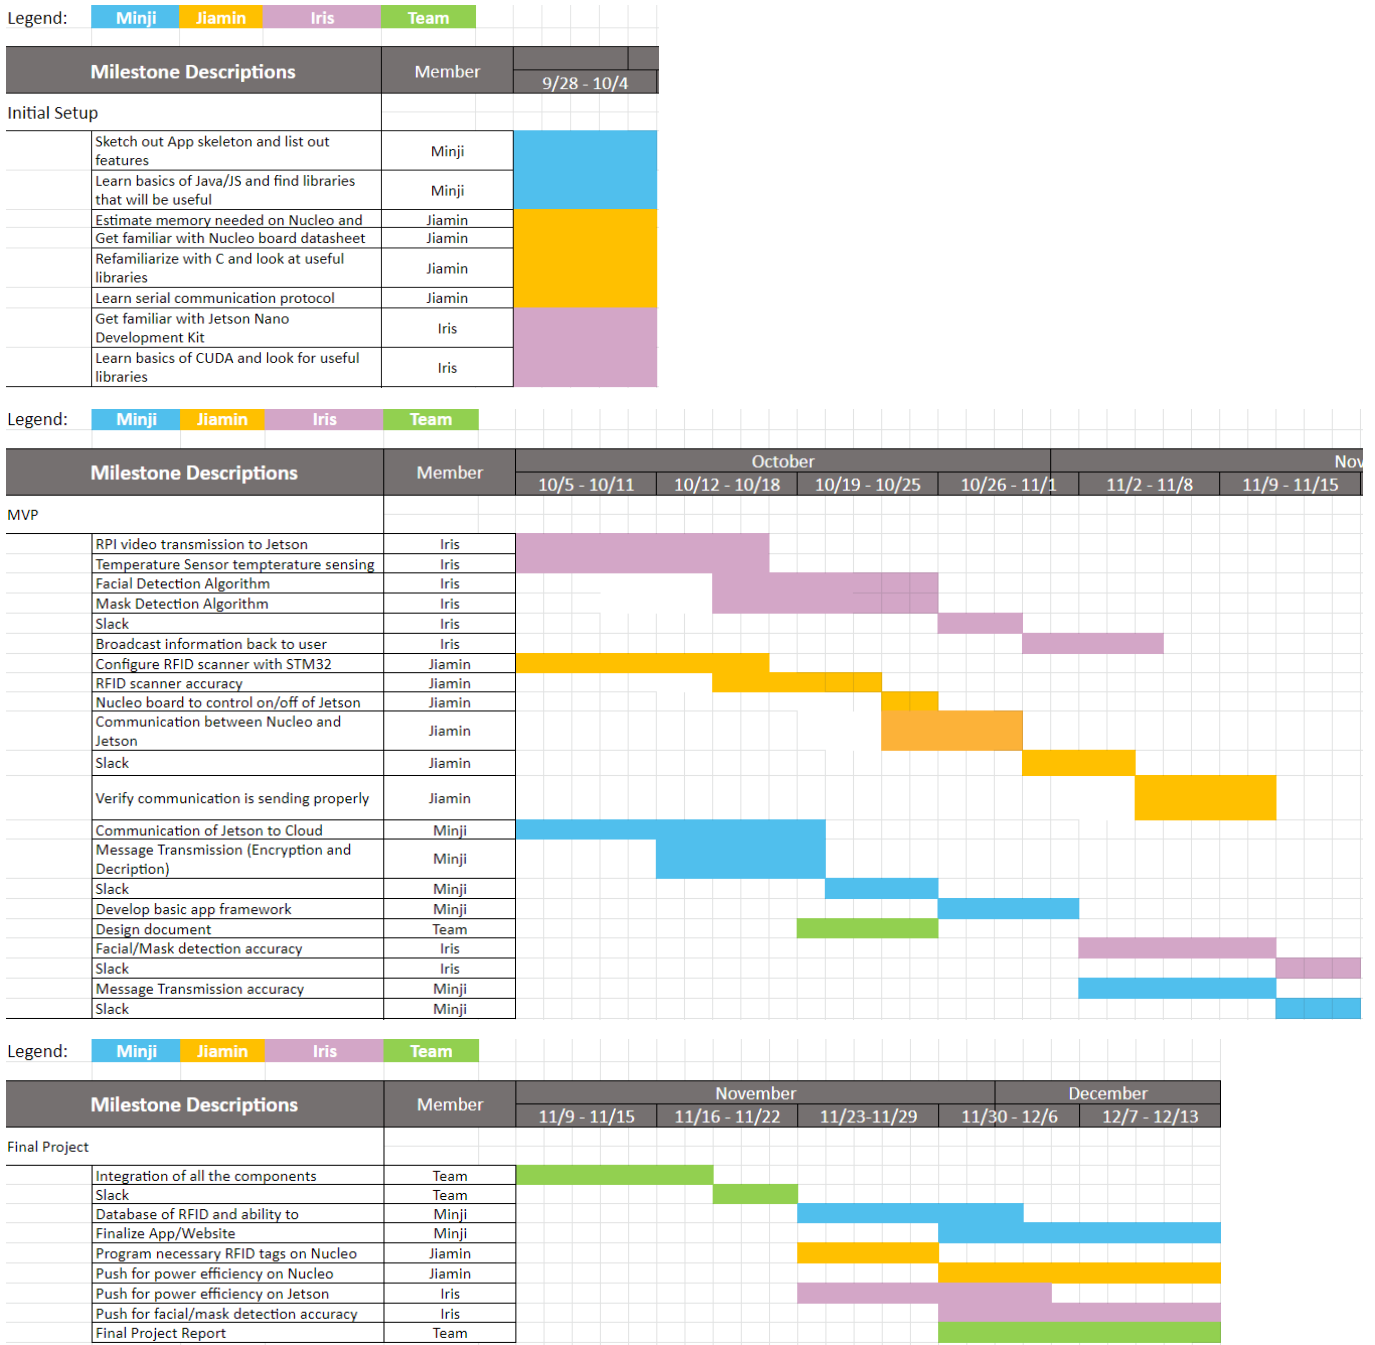 Legend: Minji Jiamin Iris Team
Milestone Descriptions Member 9/28 - 10/4
Initial Setup
Sketch out App skeleton and list out
features Minji
Learn basics of Java/JS and find libraries
that will be useful Minji
Estimate memory needed on Nucleo and Jiamin
Get familiar with Nucleo board datasheet Jiamin
Refamiliarize with C and look at useful
libraries Jiamin
Learn serial communication protocol Jiamin
Get familiar with Jetson Nano
Development Kit Iris
Learn basics of CUDA and look for useful
libraries Iris
Legend: Minji Jiamin Iris Team
October Nov
Milestone Descriptions Member 10/5 - 10/11 10/12 - 10/18 10/19 - 10/25 10/26 - 11/1 11/2 - 11/8 11/9 - 11/15
MVP
RPI video transmission to Jetson Iris
Temperature Sensor tempterature sensing Iris
Facial Detection Algorithm Iris
Mask Detection Algorithm Iris
Slack Iris
Broadcast information back to user Iris
Configure RFID scanner with STM32 Jiamin
RFID scanner accuracy Jiamin
Nucleo board to control on/off of Jetson Jiamin
Communication between Nucleo and
Jetson Jiamin
Slack Jiamin
Verify communication is sending properly Jiamin
Communication of Jetson to Cloud Minji
Message Transmission (Encryption and
Decription) Minji
Slack Minji
Develop basic app framework Minji
Design document Team
Facial/Mask detection accuracy Iris
Slack Iris
Message Transmission accuracy Minji
Slack Minji
Legend: Minji Jiamin Iris Team
November December
Milestone Descriptions Member 11/9 - 11/15 11/16 - 11/22 11/23-11/29 11/30 - 12/6 12/7 - 12/13
Final Project
Integration of all the components Team
Slack Team
Database of RFID and ability to Minji
Finalize App/Website Minji
Program necessary RFID tags on Nucleo Jiamin
Push for power efficiency on Nucleo Jiamin
Push for power efficiency on Jetson Iris
Push for facial/mask detection accuracy Iris
Final Project Report Team